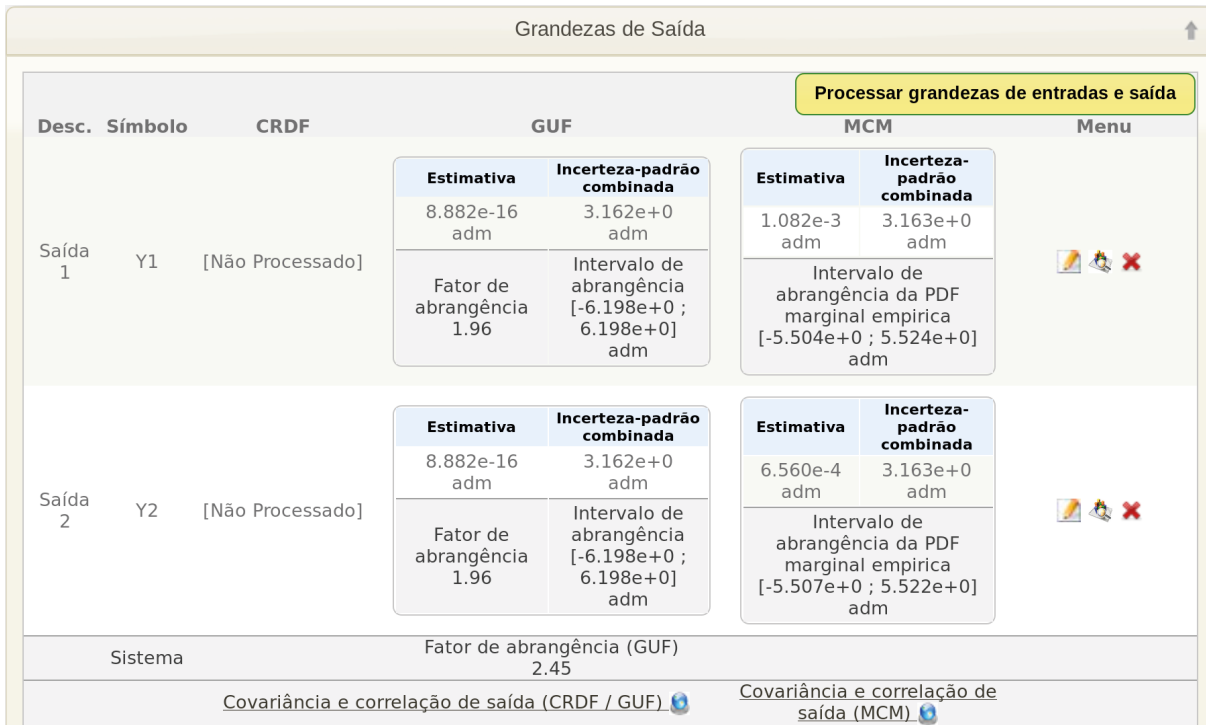 Grandezas de Saída
Processar grandezas de entradas e saída
Desc. Símbolo CRDF GUF MCM Menu
Saída
1
Y1
[Não Processado]
Estimativa
Incerteza-padrão
combinada
8.882e-16
adm
3.162e+0
adm
Fator de
abrangência
1.96
Intervalo de
abrangência
[-6.198e+0 ;
6.198e+0]
adm
Estimativa
Incerteza-
padrão
combinada
1.082e-3
adm
3.163e+0
adm
Intervalo de
abrangência da PDF
marginal empirica
[-5.504e+0 ; 5.524e+0]
adm
Saída
2
Y2
[Não Processado]
Estimativa
Incerteza-padrão
combinada
8.882e-16
adm
3.162e+0
adm
Fator de
abrangência
1.96
Intervalo de
abrangência
[-6.198e+0 ;
6.198e+0]
adm
Estimativa
Incerteza-
padrão
combinada
6.560e-4
adm
3.163e+0
adm
Intervalo de
abrangência da PDF
marginal empirica
[-5.507e+0 ; 5.522e+0]
adm
Sistema
Fator de abrangência (GUF)
2.45
Covariância e correlação de saída (CRDF / GUF)
Covariância e correlação de
saída (MCM)